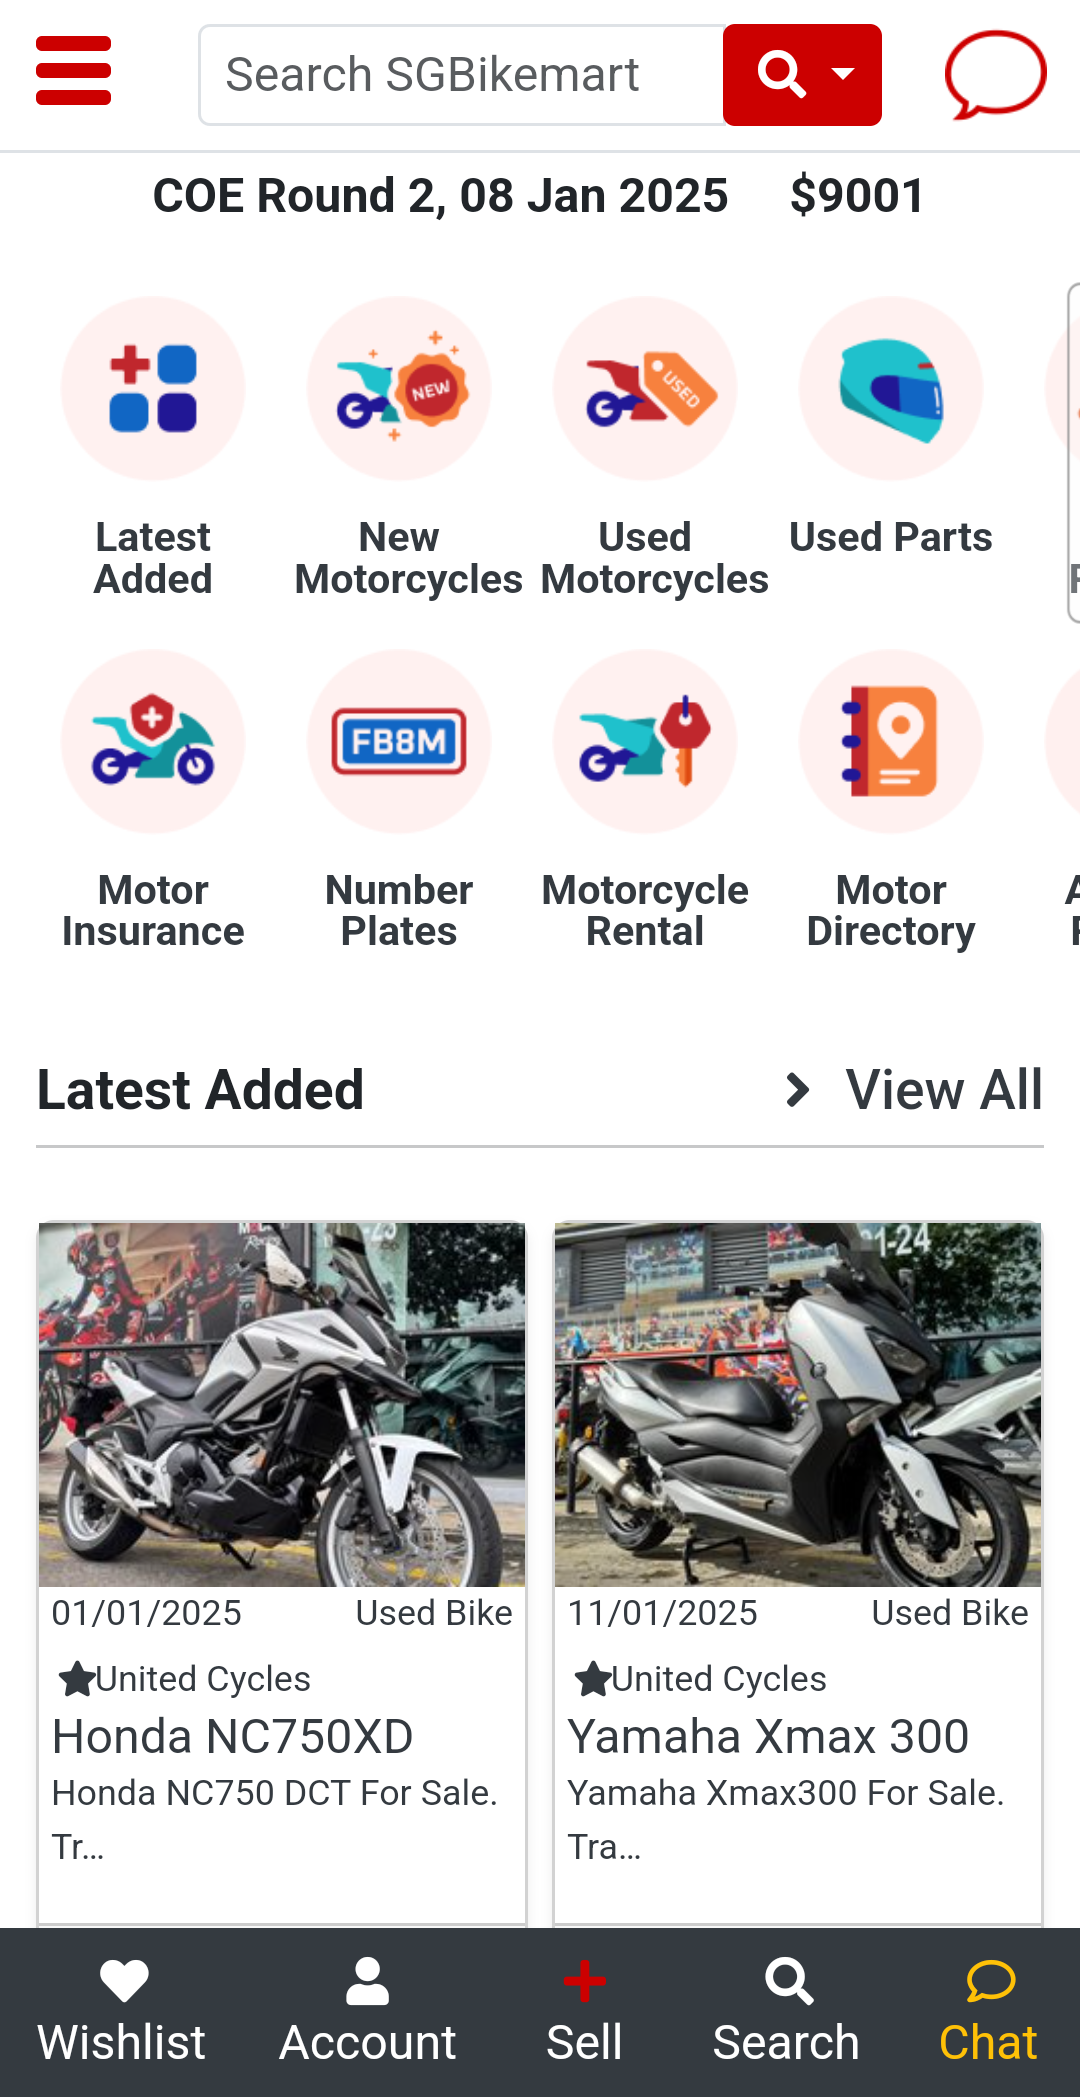 Search SGBikemart
COE Round 2, 08 Jan 2025 $9001
NEW
USED
Latest
Added
New
Motorcycles
Used
Motorcycles
Used Parts
FB8M
Motor
Insurance
Number
Plates
Motorcycle
Rental
Motor
Directory
Latest Added
View All
-23
01-24
01/01/2025 Used Bike
United Cycles
Honda NC750XD
Honda NC750 DCT For Sale.
Tr...
11/01/2025 Used Bike
United Cycles
Yamaha Xmax 300
Yamaha Xmax300 For Sale.
Tra...
Wishlist
Account
Sell
Search
Chat